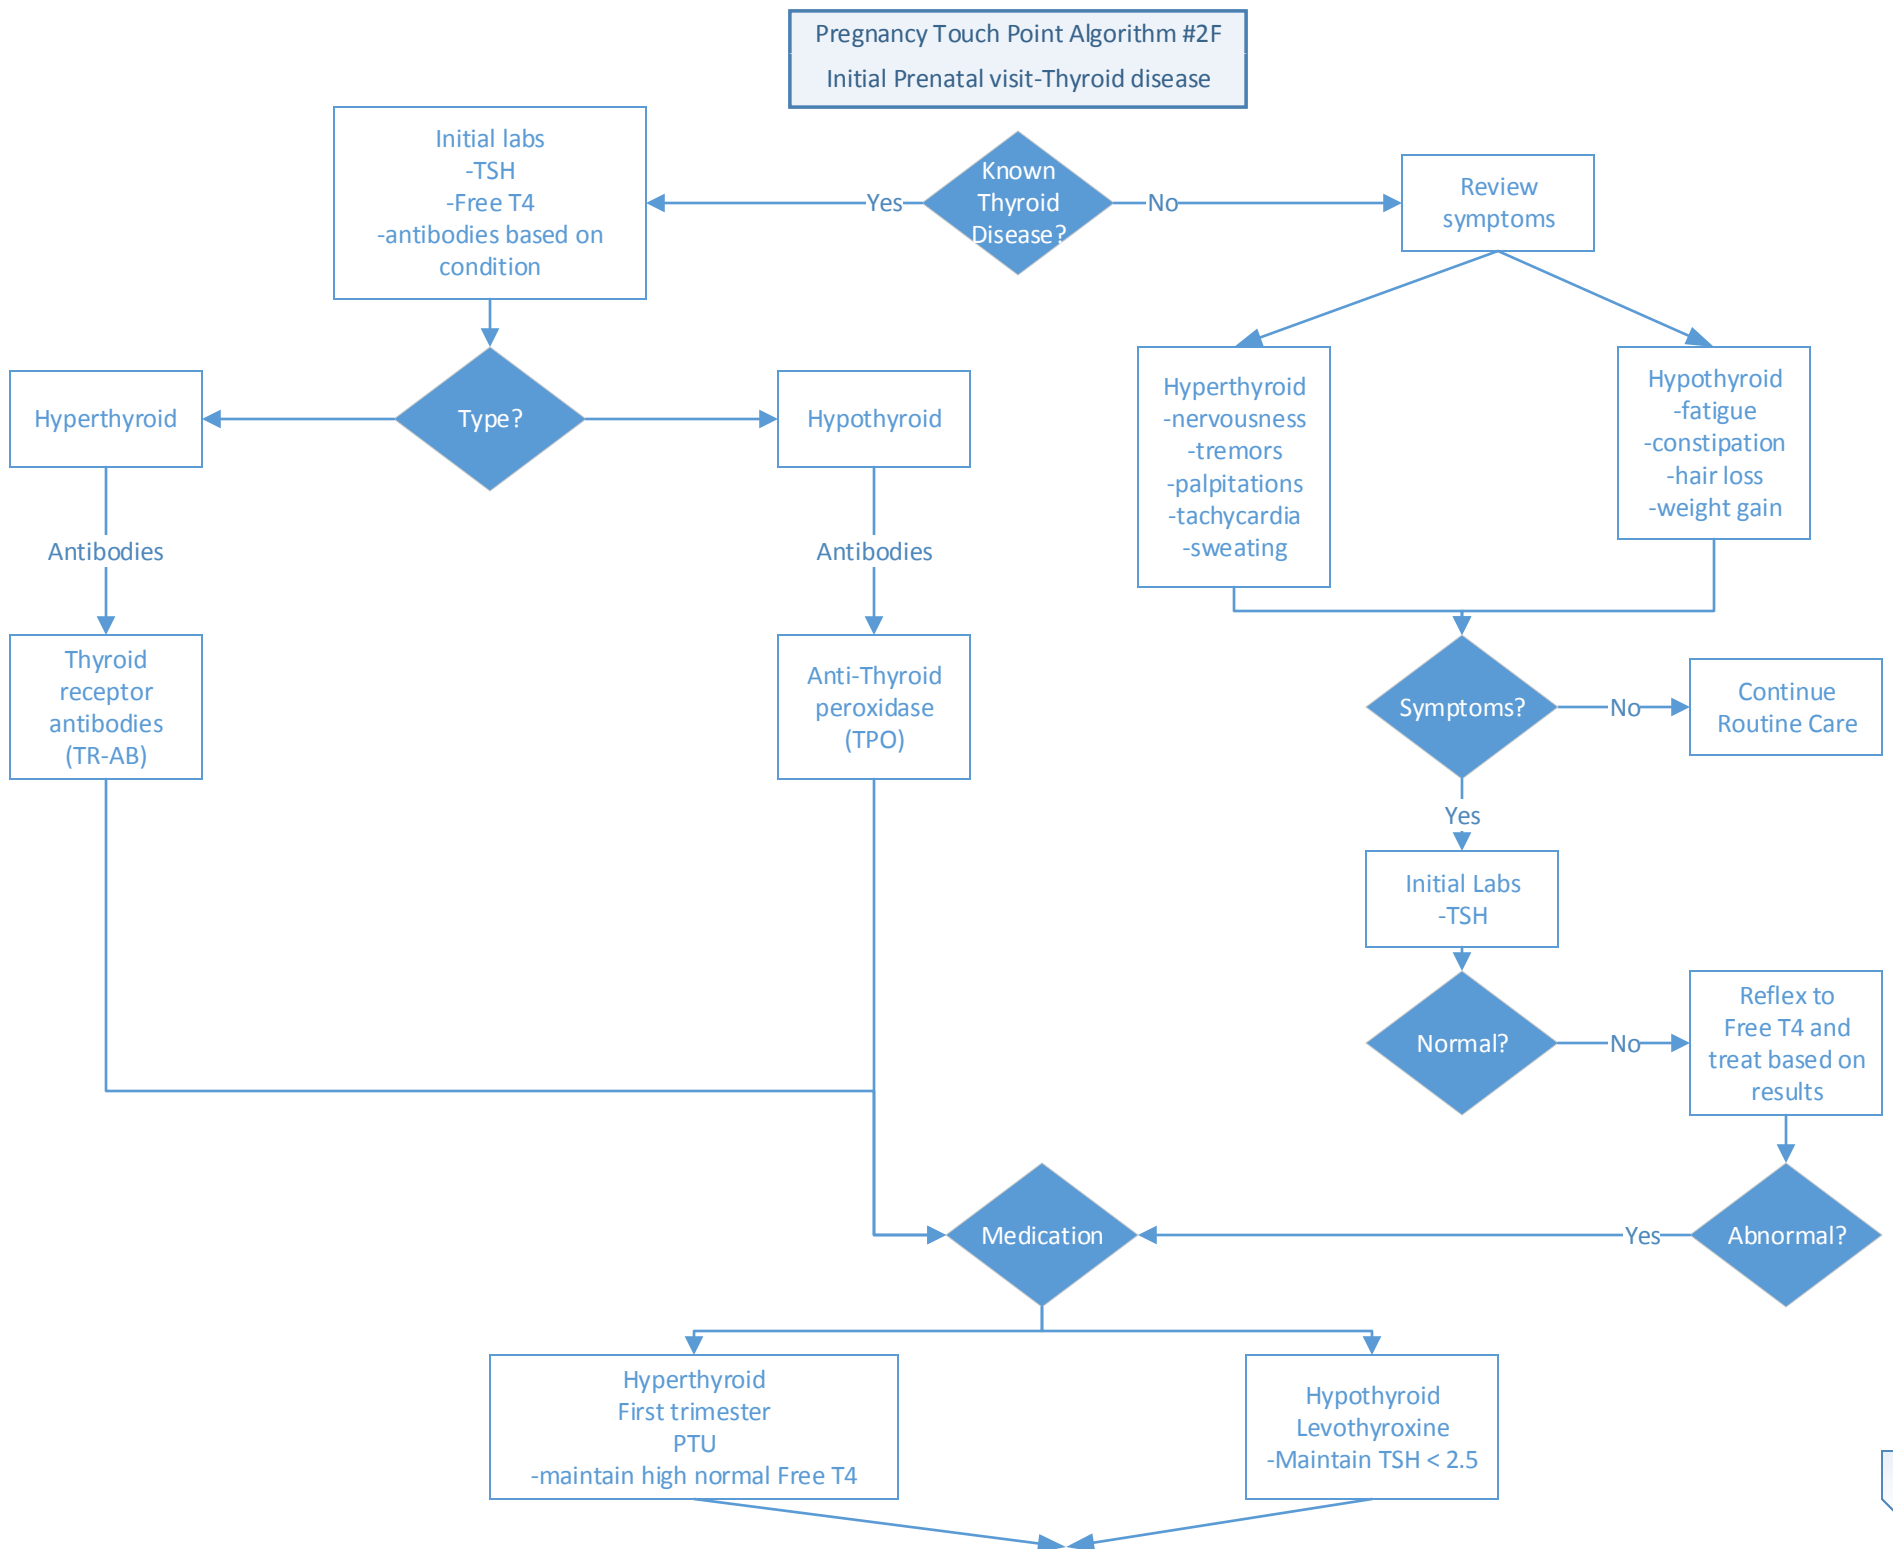 Pregnancy Touch Point Algorithm #2F
Initial Prenatal visit-Thyroid disease
Initial labs
-TSH
-Free T4
-antibodies based on
condition
Yes
Known
Thyroid
Disease?
No
Review
symptoms
Hyperthyroid
Type?
Hypothyroid
Hyperthyroid
-nervousness
-tremors
-palpitations
-tachycardia
-sweating
Hypothyroid
-fatigue
-constipation
-hair loss
-weight gain
Antibodies
Antibodies
Thyroid
receptor
antibodies
(TR-AB)
Anti-Thyroid
peroxidase
(TPO)
Symptoms?
No
Continue
Routine Care
Yes
Initial Labs
-TSH
Normal?
No
Reflex to
Free T4 and
treat based on
results
Medication
Yes
Abnormal?
Hyperthyroid
First trimester
PTU
-maintain high normal Free T4
Hypothyroid
Levothyroxine
-Maintain TSH < 2.5